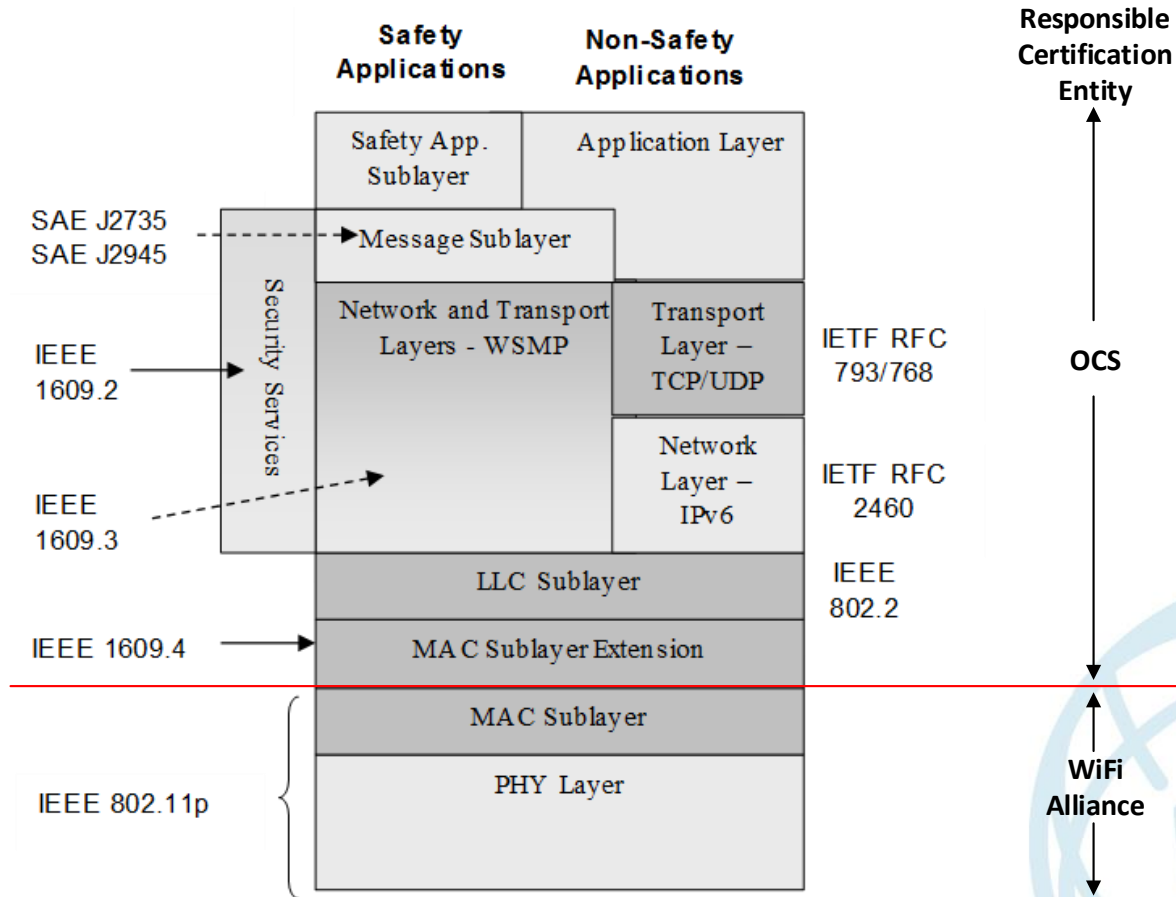 Safety
Applications
Non-Safety
Applications
Responsible
Certification
Entity
Safety App.
Sublayer
Application Layer
SAE J2735
SAE J2945
Message Sublayer
Security Services
Network and Transport
Layers - WSMP
Transport
Layer –
TCP/UDP
IETF RFC
793/768
IEEE
1609.2
OCS
Network
Layer –
IPv6
IETF RFC
2460
IEEE
1609.3
LLC Sublayer
IEEE
802.2
IEEE 1609.4
MAC Sublayer Extension
MAC Sublayer
PHY Layer
IEEE 802.11p
WiFi
Alliance